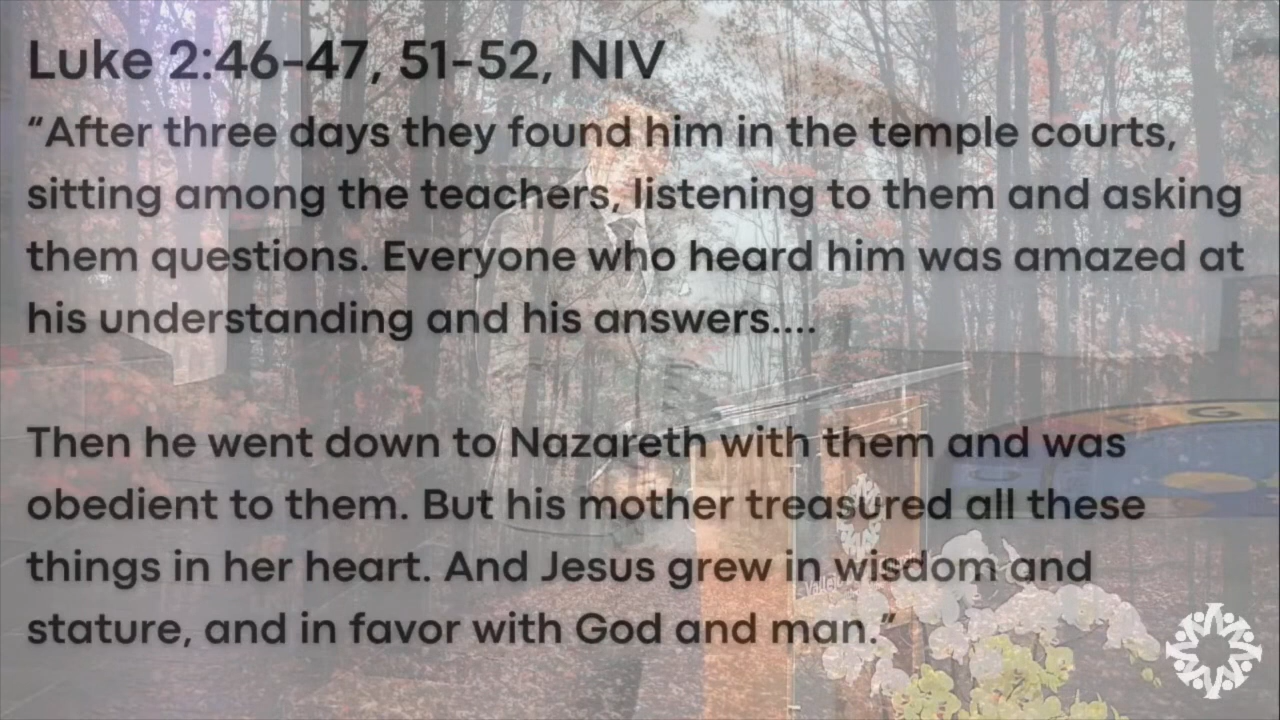 Luke 2:46-47, 51-52, NIV
“After three days they found him in the temple courts,
sitting among the teachers, listening to them and asking
them questions. Everyone who heard him was amazed at
his understanding and his answers....
Then he went down to Nazareth with them and was
obedient to them. But his mother treasured all these
things in her heart. And Jesus grew in wisdom and
stature, and in favor with God and man.”